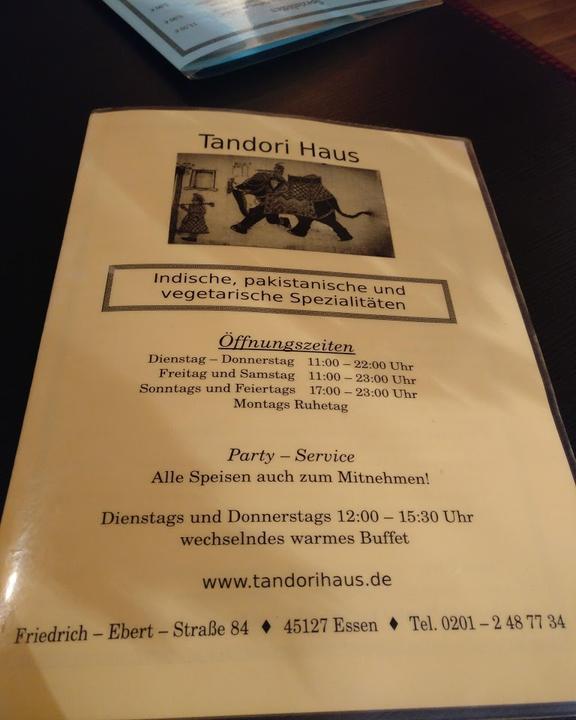 Spezialitäten
Tandori Haus
Indische, pakistanische und
vegetarische Spezialitäten
Öffnungszeiten
Dienstag – Donnerstag 11:00 – 22:00 Uhr
Freitag und Samstag 11:00 – 23:00 Uhr
Sonntags und Feiertags 17:00 – 23:00 Uhr
Montags Ruhetag
Party – Service
Alle Speisen auch zum Mitnehmen!
Dienstags und Donnerstags 12:00 – 15:30 Uhr
wechselndes warmes Buffet
www.tandorihaus.de
Friedrich – Ebert – Straße 84 ♦ 45127 Essen ♦ Tel. 0201 – 2 48 77 34